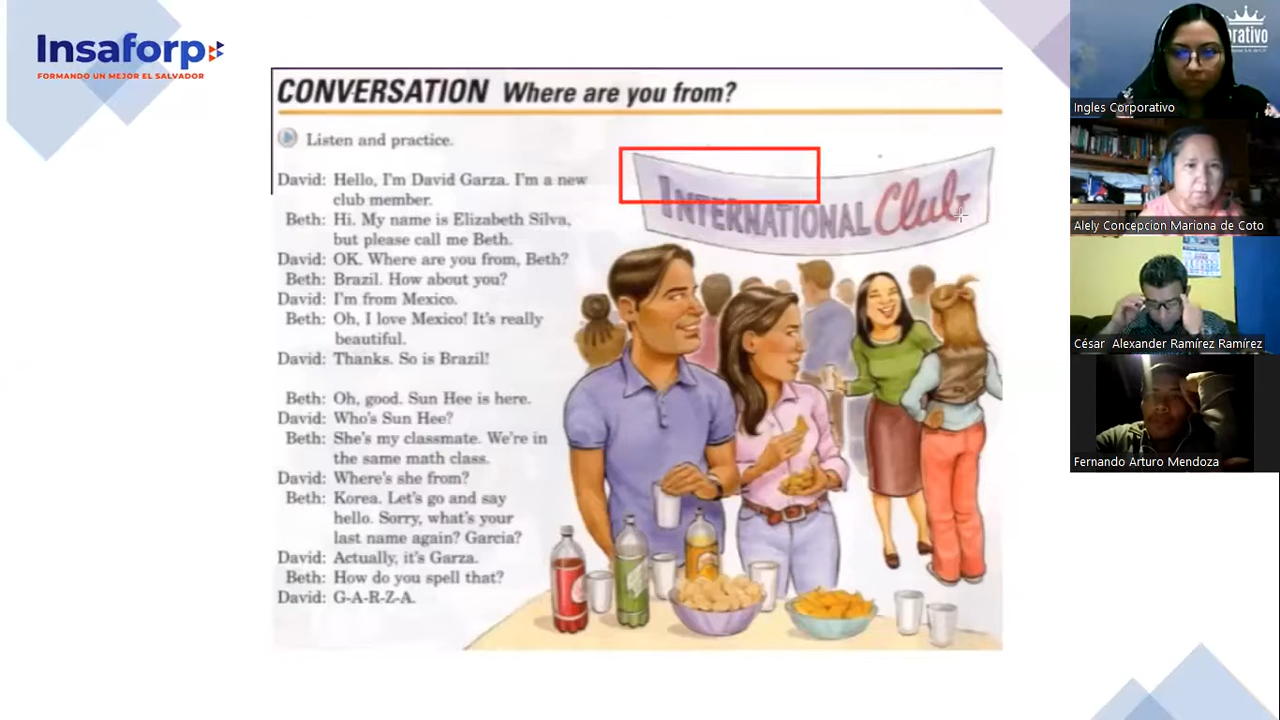 Insaforp
FORMANDO UN MEJOR EL SALVADOR
CONVERSATION Where are you from?
Listen and practice.
David: Hello, I'm David Garza. I'm a new
club member.
Beth: Hi. My name is Elizabeth Silva,
but please call me Beth.
David: OK. Where are you from, Beth?
Beth: Brazil. How about you?
David: I'm from Mexico.
Beth: Oh, I love Mexico! It's really
beautiful.
David: Thanks. So is Brazil!
Beth: Oh, good. Sun Hee is here.
David: Who's Sun Hee?
Beth: She's my classmate. We're in
the same math class.
David: Where's she from?
Beth: Korea. Let's go and say
hello. Sorry, what's your
last name again? Garcia?
David: Actually, it's Garza.
Beth: How do you spell that?
David: G-A-R-Z-A.
INTERNATIONAL Club
Ingles Corporativo
Alely Concepcion Mariona de Coto
César Alexander Ramírez Ramírez
Fernando Arturo Mendoza